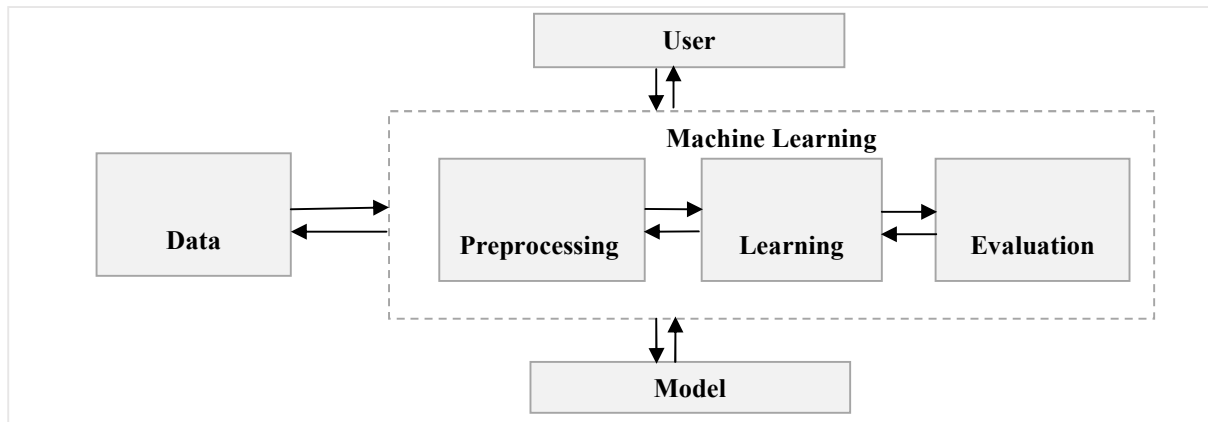 User
Machine Learning
Data
Preprocessing
Learning
Evaluation
Model